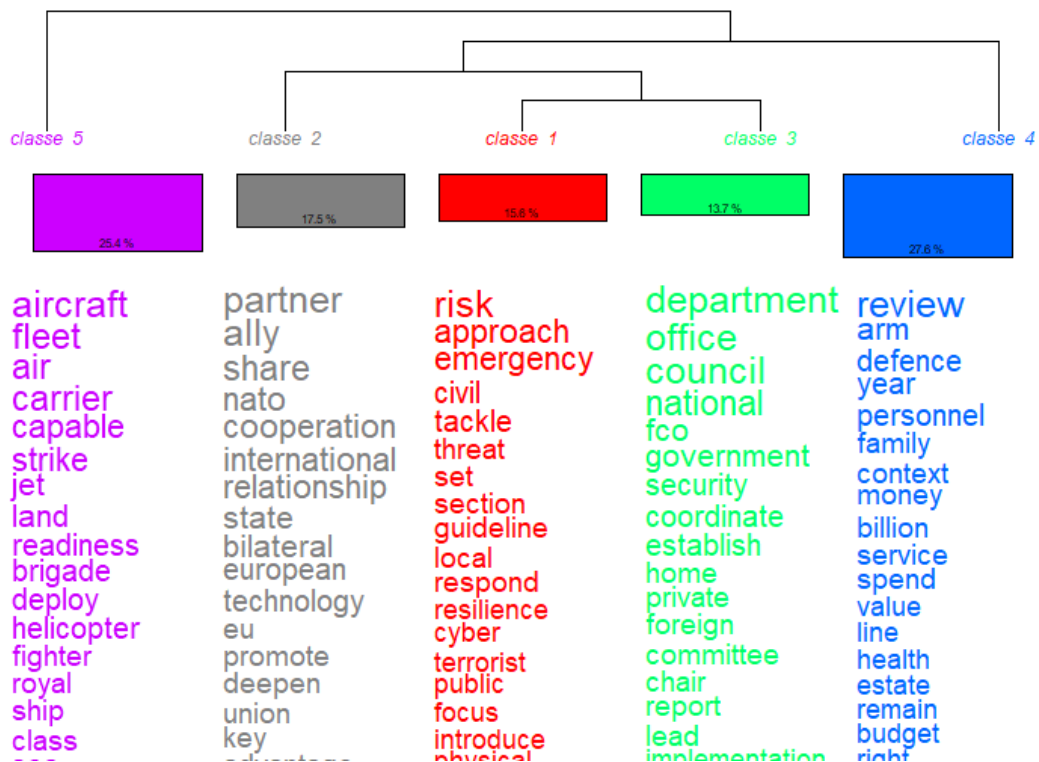 classe 5 classe 2 classe 1 classe 3 classe 4
25.4 % 17.5 % 15.8 % 13.7 % 27.6 %
aircraft
fleet
air
carrier
capable
strike
jet
land
readiness
brigade
deploy
helicopter
fighter
royal
ship
class
partner
ally
share
nato
cooperation
international
relationship
state
bilateral
european
technology
eu
promote
deepen
union
key
advantage
risk
approach
emergency
civil
tackle
threat
set
section
guideline
local
respond
resilience
cyber
terrorist
public
focus
introduce
physical
department
office
council
national
fco
government
security
coordinate
establish
home
private
foreign
committee
chair
report
lead
implementation
review
arm
defence
year
personnel
family
context
money
billion
service
spend
value
line
health
estate
remain
budget
right